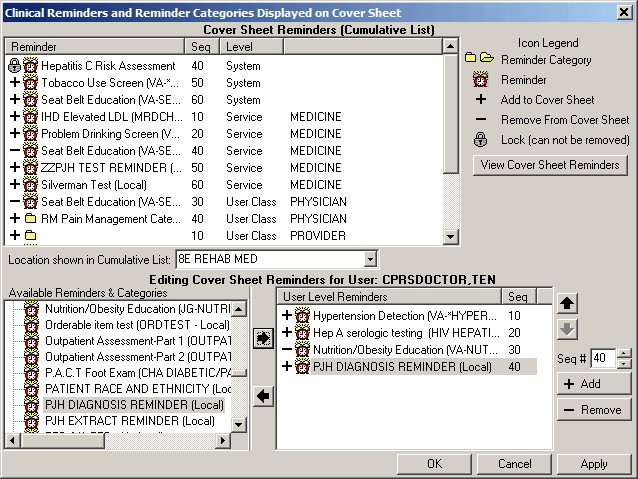 Clinical Reminders and Reminder Categories Displayed on Cover Sheet
Cover Sheet Reminders (Cumulative List)
Reminder Seq Level
Hepatitis C Risk Assessment 40 System
Tobacco Use Screen (VA-*... 50 System
Seat Belt Education (VA-SE... 60 System
IHD Elevated LDL (MRDCH... 10 Service MEDICINE
Problem Drinking Screen (V... 20 Service MEDICINE
Seat Belt Education (VA-SE... 40 Service MEDICINE
ZZPJH TEST REMINDER (... 50 Service MEDICINE
Silverman Test (Local) 60 Service MEDICINE
Seat Belt Education (VA-SE... 30 User Class PHYSICIAN
RM Pain Management Cate... 40 User Class PHYSICIAN
10 User Class PROVIDER
Icon Legend
Reminder Category
Reminder
Add to Cover Sheet
Remove From Cover Sheet
Lock (can not be removed)
View Cover Sheet Reminders
Location shown in Cumulative List: 8E REHAB MED
Editing Cover Sheet Reminders for User: CPRSDOCTOR,TEN
Available Reminders & Categories
Nutrition/Obesity Education (JG-NUTRI
Orderable item test (ORDTEST - Local)
Outpatient Assessment-Part 1 (OUTPAT
Outpatient Assessment-Part 2 (OUTPAT
P.A.C.T Foot Exam (CHA DIABETIC/PA
PATIENT RACE AND ETHNICITY (Loc
PJH DIAGNOSIS REMINDER (Local)
PJH EXTRACT REMINDER (Local)
User Level Reminders Seq
Hypertension Detection (VA-*HYPER... 10
Hep A serologic testing (HIV HEPATI... 20
Nutrition/Obesity Education (VA-NUT... 30
PJH DIAGNOSIS REMINDER (Local) 40
Seq # 40
Add
Remove
OK Cancel Apply